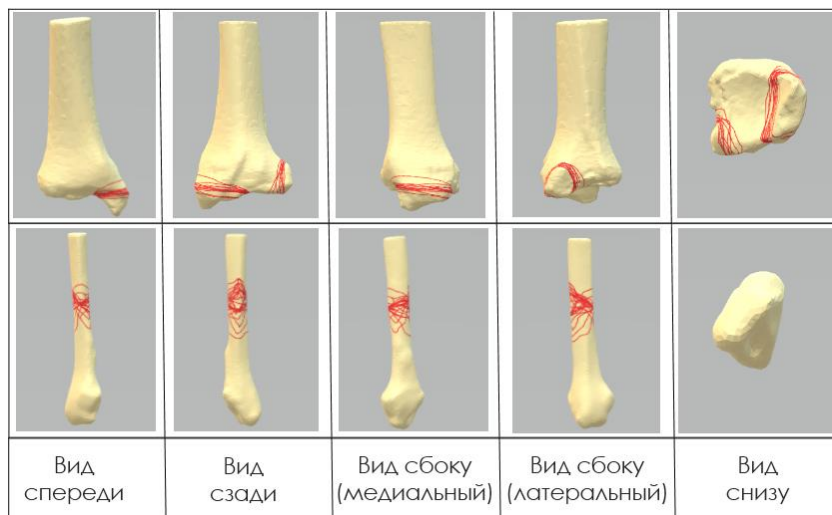 Вид
спереди
Вид
сзади
Вид сбоку
(медиальный)
Вид сбоку
(латеральный)
Вид
снизу